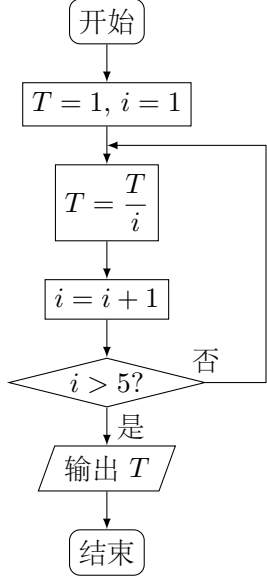 开始
T = 1, i = 1
T = T/i
i = i + 1
i > 5?
否
是
输出 T
结束